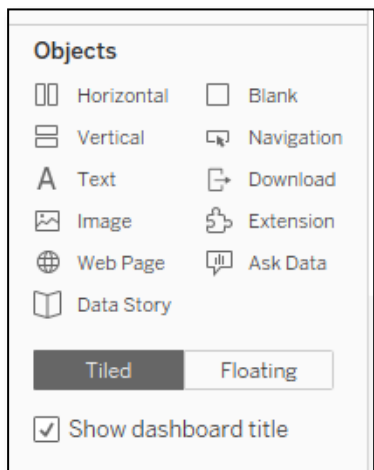 Objects
Horizontal Blank
Vertical Navigation
Text Download
Image Extension
Web Page Ask Data
Data Story
Tiled Floating
Show dashboard title